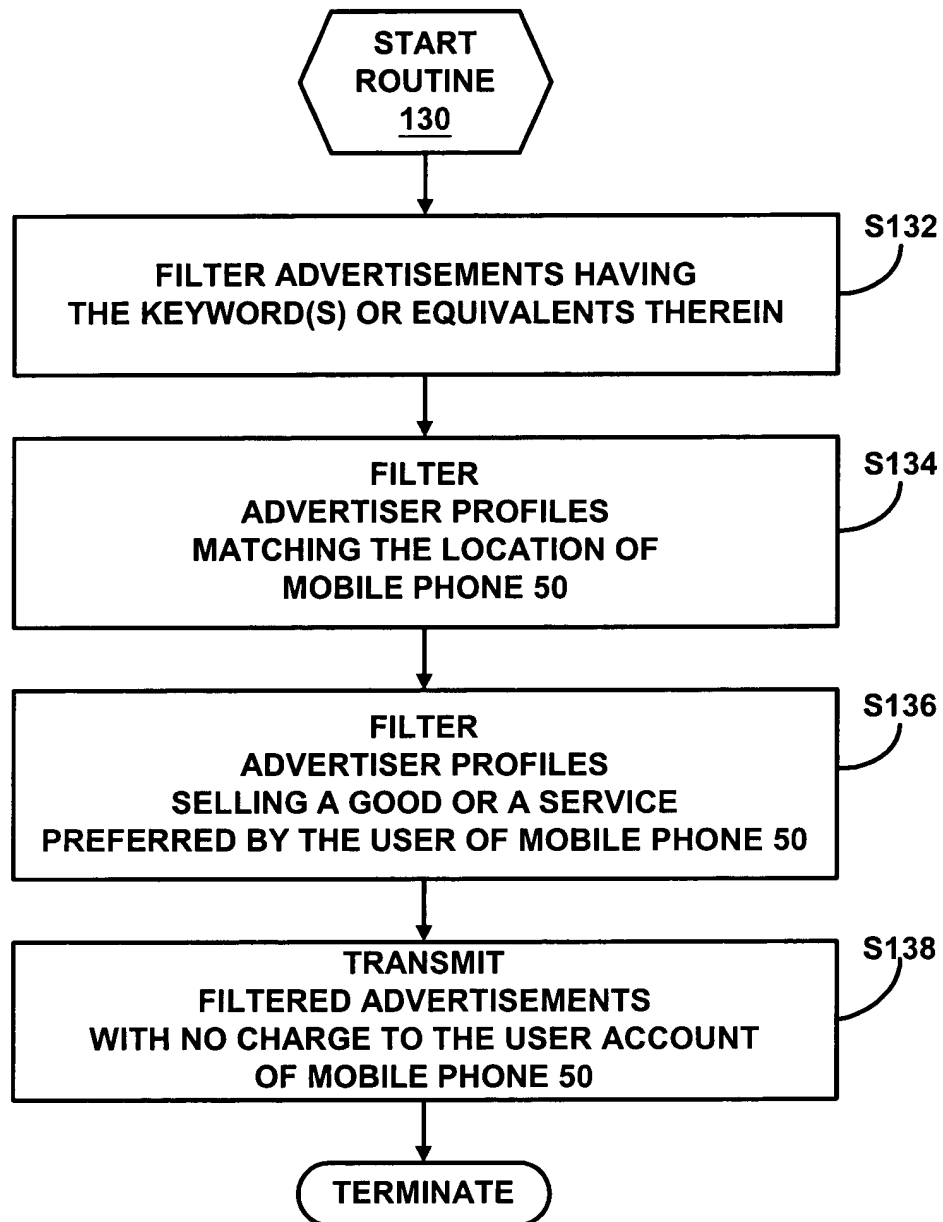 START
ROUTINE
130
S132
FILTER ADVERTISEMENTS HAVING
THE KEYWORD(S) OR EQUIVALENTS THEREIN
S134
FILTER
ADVERTISER PROFILES
MATCHING THE LOCATION OF
MOBILE PHONE 50
S136
FILTER
ADVERTISER PROFILES
SELLING A GOOD OR A SERVICE
PREFERRED BY THE USER OF MOBILE PHONE 50
S138
TRANSMIT
FILTERED ADVERTISEMENTS
WITH NO CHARGE TO THE USER ACCOUNT
OF MOBILE PHONE 50
TERMINATE